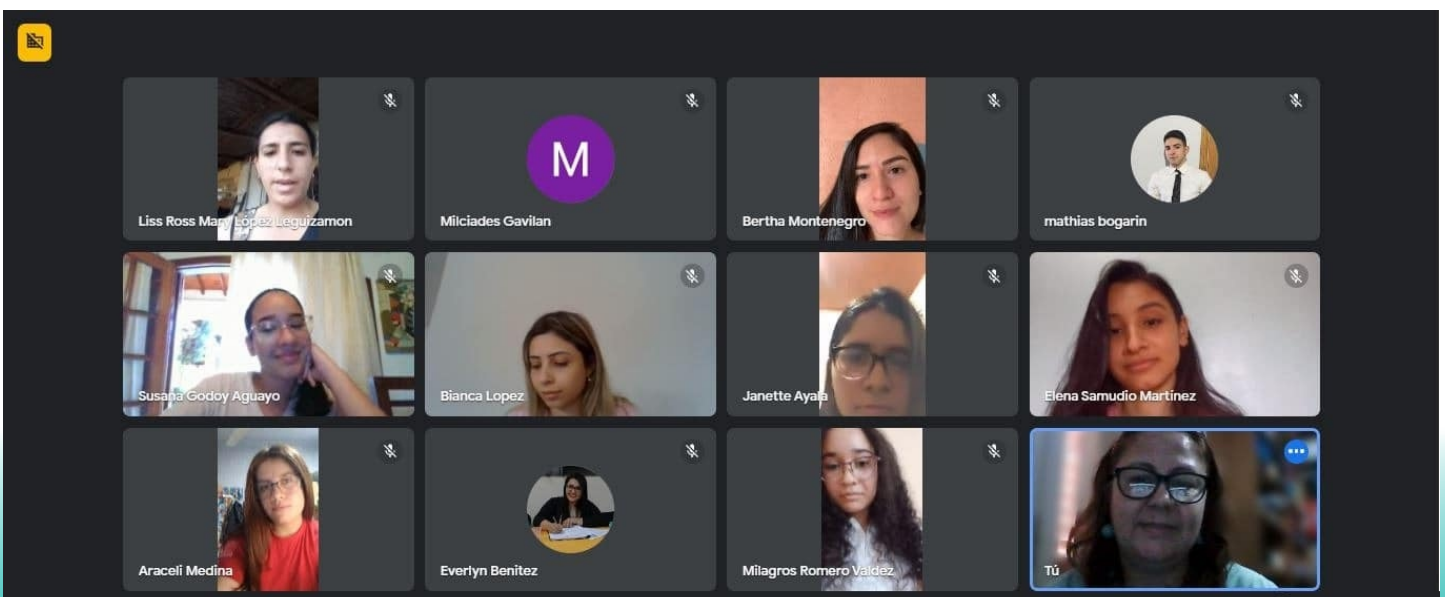 Liss Ross Mary López Leguizamon
M
Milciades Gavilan
Bertha Montenegro
mathias bogarin
Susana Godoy Aguayo
Bianca Lopez
Janette Ayala
Elena Samudio Martínez
Araceli Medina
Everlyn Benitez
Milagros Romero Valdez
Tú